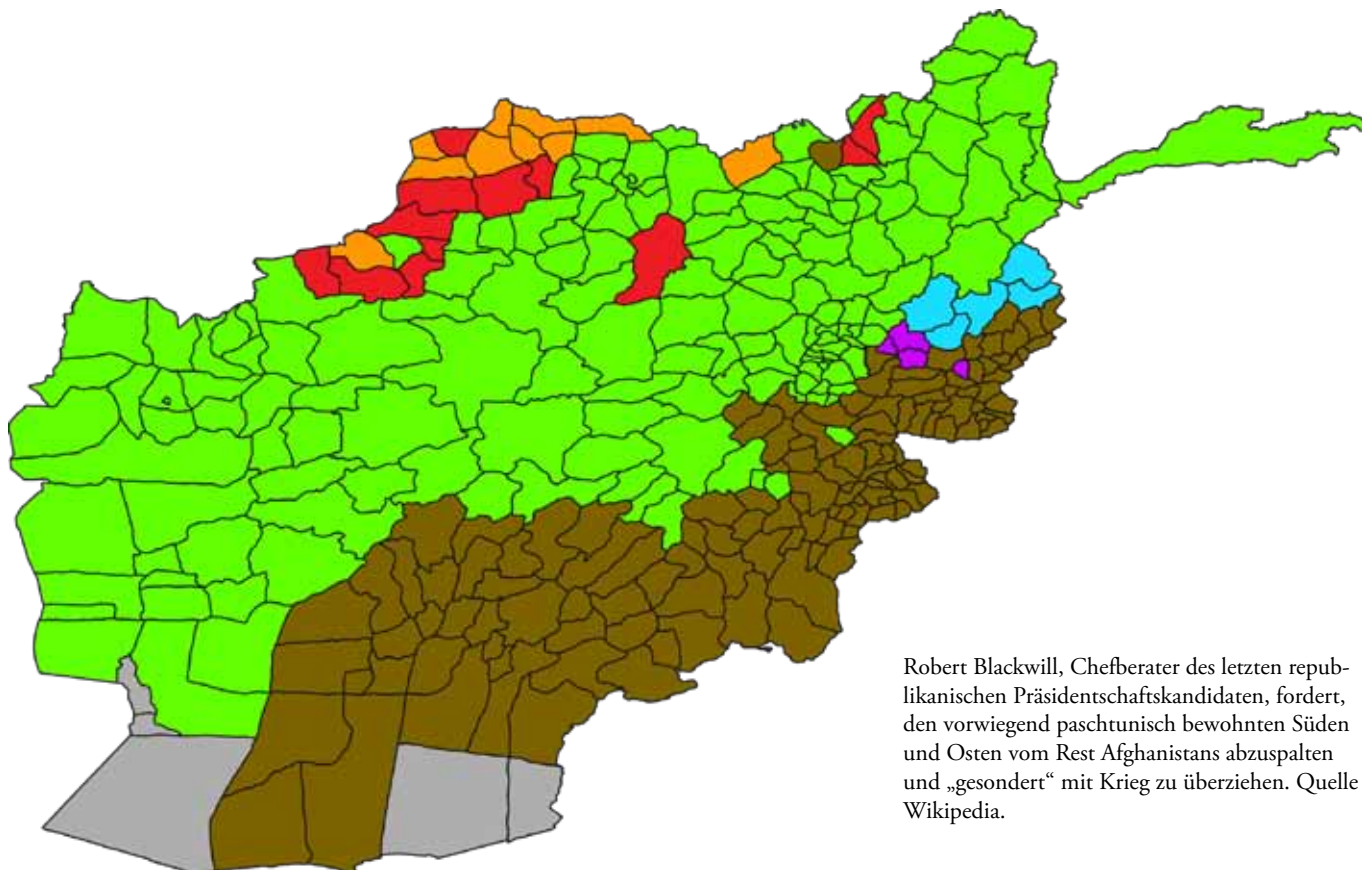 Robert Blackwill, Chefberater des letzten repub-
likanischen Präsidentschaftskandidaten, fordert,
den vorwiegend paschtunisch bewohnten Süden
und Osten vom Rest Afghanistans abzuspalten
und „gesondert“ mit Krieg zu überziehen. Quelle
Wikipedia.